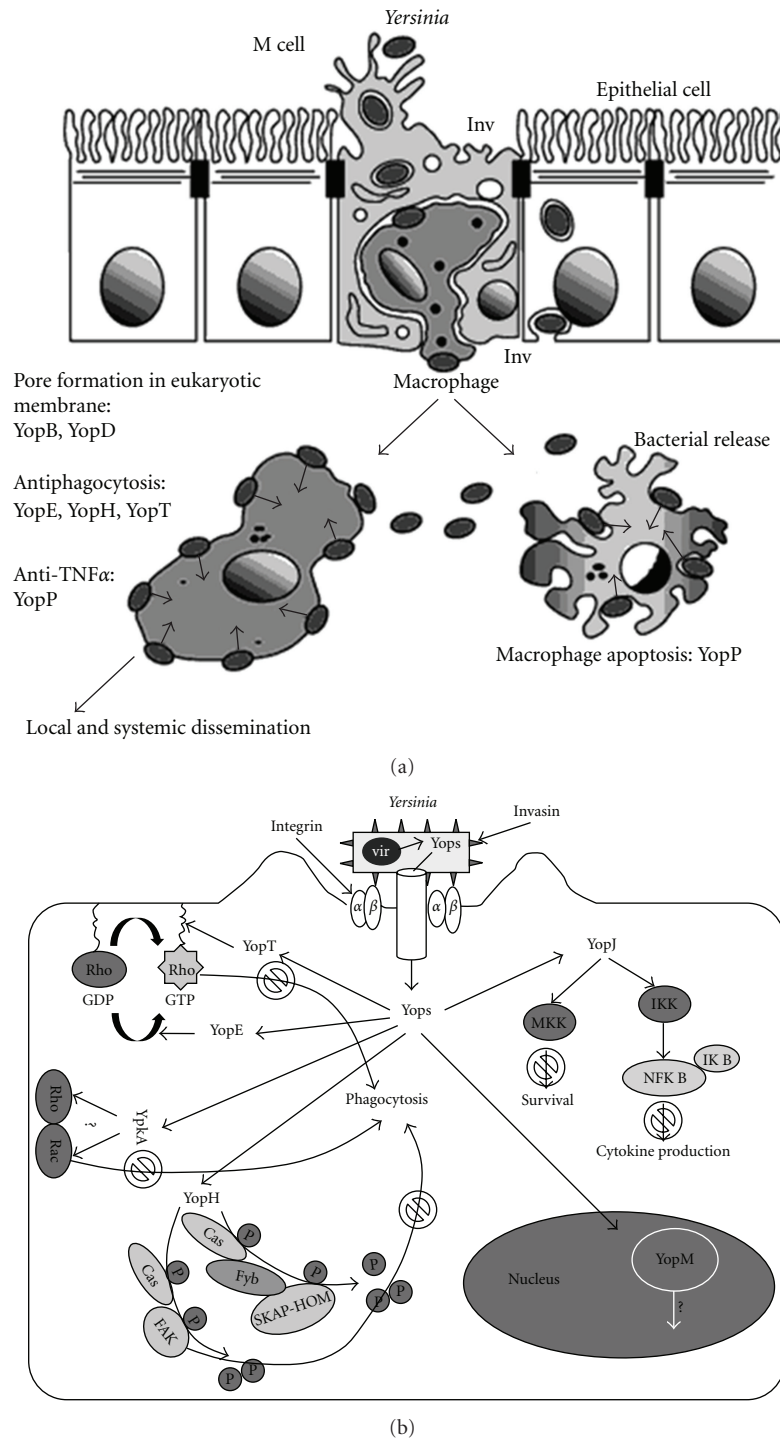 Yersinia
M cell
Epithelial cell
Inv
Inv
Macrophage
Pore formation in eukaryotic
membrane:
YopB, YopD
Bacterial release
Antiphagocytosis:
YopE, YopH, YopT
Anti-TNFα:
YopP
Macrophage apoptosis: YopP
Local and systemic dissemination
(a)
Yersinia
Integrin
Invasin
vir
Yops
α
β
α
β
YopT
YopJ
Rho
Rho
GDP
GTP
Yops
IKK
MKK
YopE
IK B
NFK B
Survival
Rho
Phagocytosis
YpkA
?
Rac
Cytokine production
YopH
Cas
P
Cas
P
Fyb
P
P
YopM
Nucleus
SKAP-HOM
P
P
P
FAK
?
P
P
(b)